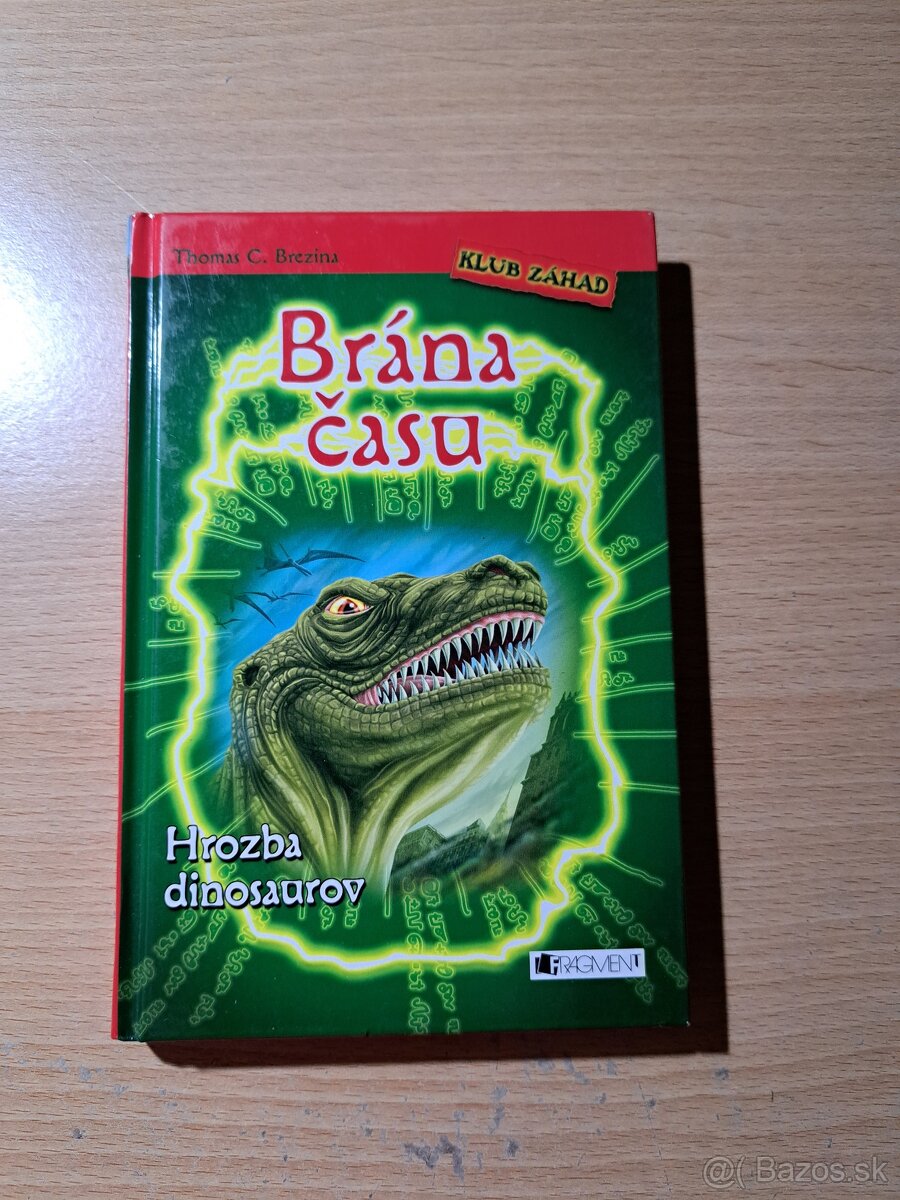 Thomas C. Brezina
KLUB ZÁHAD
Brána
času
Hrozba
dinosaurov
FRAGMENT
@( Bazos.sk